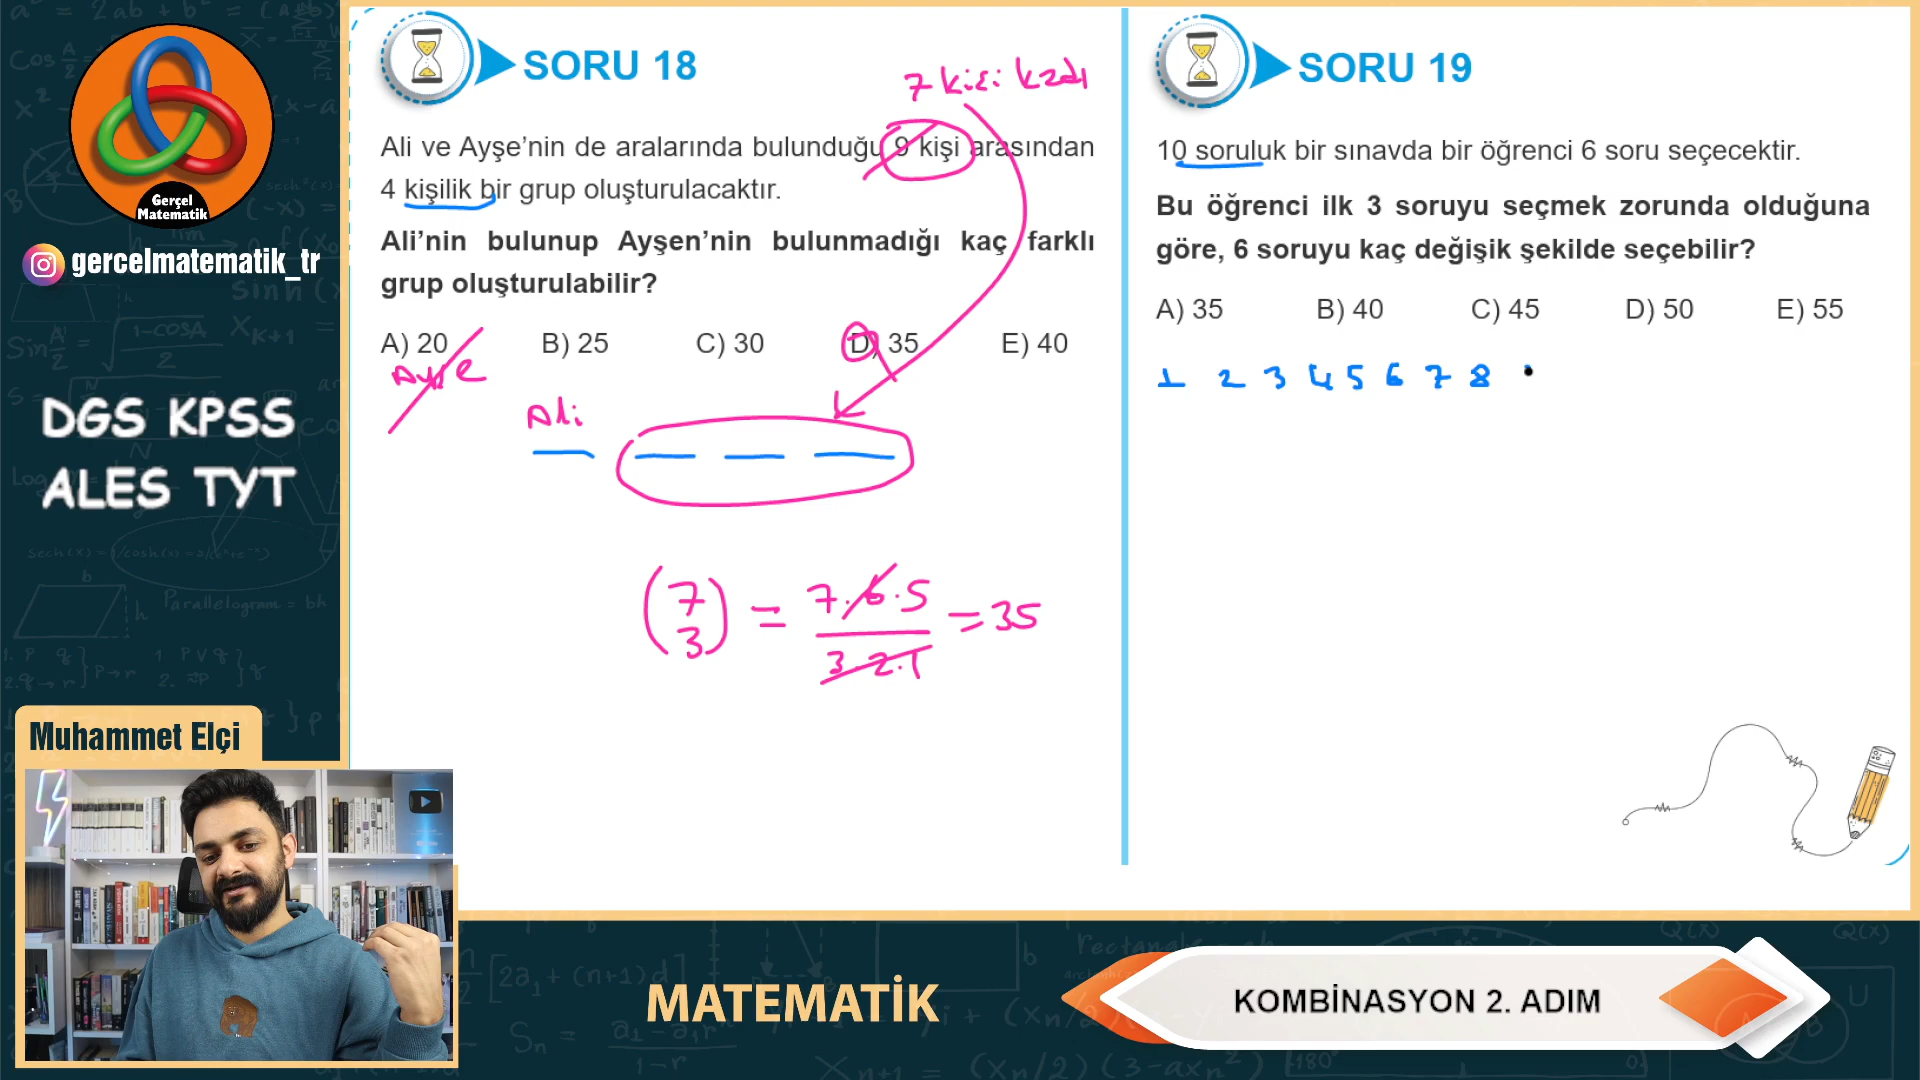 Gerçel
Matematik
gercelmatematik_tr
DGS KPSS
ALES TYT
SORU 18
7 kişi kaldı
Ali ve Ayşe’nin de aralarında bulunduğu 9 kişi arasından
4 kişilik bir grup oluşturulacaktır.
Ali’nin bulunup Ayşen’nin bulunmadığı kaç farklı
grup oluşturulabilir?
A) 20 B) 25 C) 30 D) 35 E) 40
Ayşe
Ali
(7 3) = 7.6.5 / 3.2.1 = 35
SORU 19
10 soruluk bir sınavda bir öğrenci 6 soru seçecektir.
Bu öğrenci ilk 3 soruyu seçmek zorunda olduğuna
göre, 6 soruyu kaç değişik şekilde seçebilir?
A) 35 B) 40 C) 45 D) 50 E) 55
1 2 3 4 5 6 7 8
Muhammet Elçi
MATEMATİK
KOMBİNASYON 2. ADIM